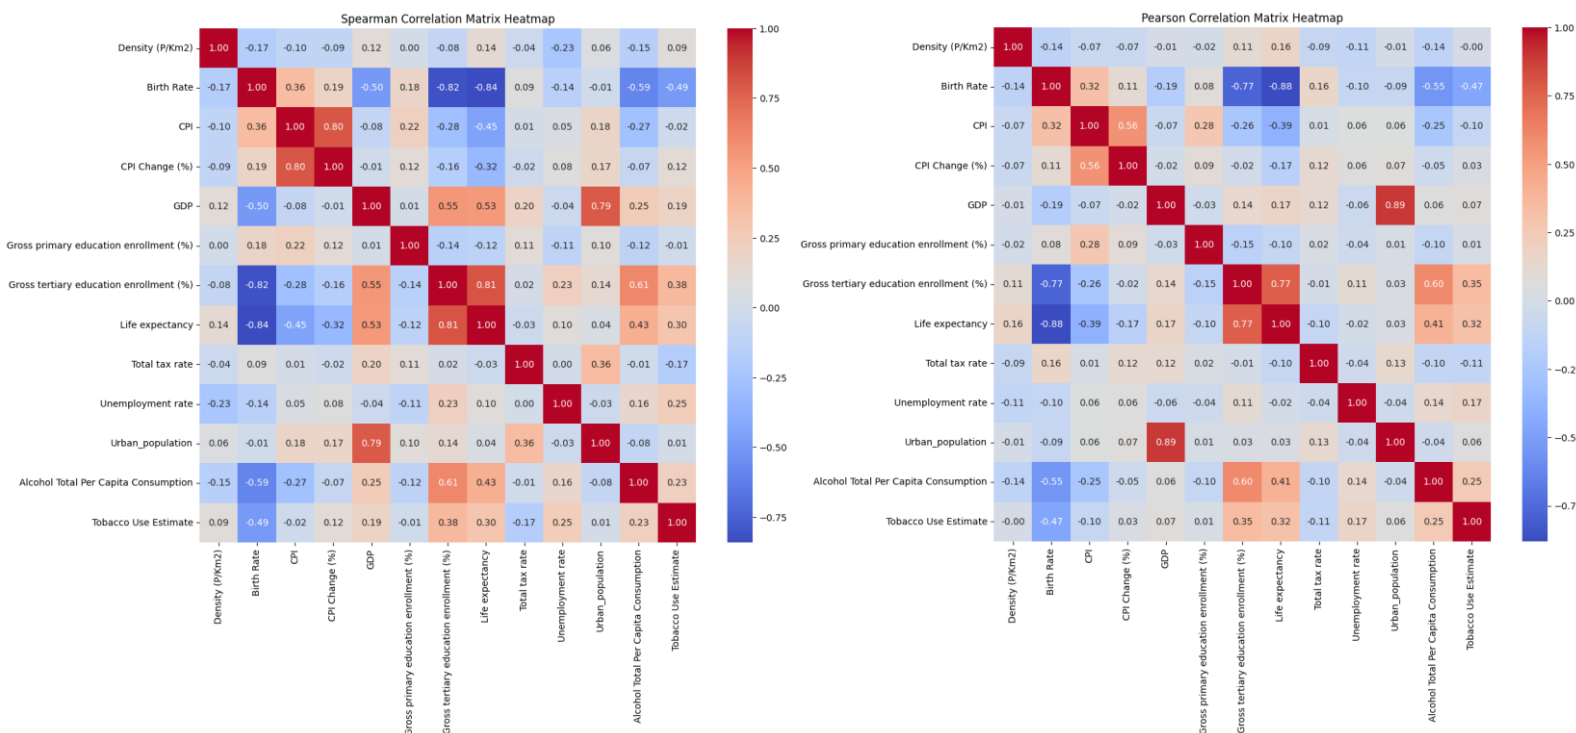 Spearman Correlation Matrix Heatmap
Density (P/Km2) 1.00 -0.17 -0.10 -0.09 0.12 0.00 -0.08 0.14 -0.04 -0.23 0.06 -0.15 0.09
Birth Rate -0.17 1.00 0.36 0.19 -0.50 0.18 -0.82 -0.84 0.09 -0.14 -0.01 -0.59 -0.49
CPI -0.10 0.36 1.00 0.80 -0.08 0.22 -0.28 -0.45 0.01 0.05 0.18 -0.27 -0.02
CPI Change (%) -0.09 0.19 0.80 1.00 -0.01 0.12 -0.16 -0.32 -0.02 0.08 0.17 -0.07 0.12
GDP 0.12 -0.50 -0.08 -0.01 1.00 0.01 0.55 0.53 0.20 -0.04 0.79 0.25 0.19
Gross primary education enrollment (%) 0.00 0.18 0.22 0.12 0.01 1.00 -0.14 -0.12 0.11 -0.11 0.10 -0.12 -0.01
Gross tertiary education enrollment (%) -0.08 -0.82 -0.28 -0.16 0.55 -0.14 1.00 0.81 0.02 0.23 0.14 0.61 0.38
Life expectancy 0.14 -0.84 -0.45 -0.32 0.53 -0.12 0.81 1.00 -0.03 0.10 0.04 0.43 0.30
Total tax rate -0.04 0.09 0.01 -0.02 0.20 0.11 0.02 -0.03 1.00 0.00 0.36 -0.01 -0.17
Unemployment rate -0.23 -0.14 0.05 0.08 -0.04 -0.11 0.23 0.10 0.00 1.00 -0.03 0.16 0.25
Urban_population 0.06 -0.01 0.18 0.17 0.79 0.10 0.14 0.04 0.36 -0.03 1.00 -0.08 0.01
Alcohol Total Per Capita Consumption -0.15 -0.59 -0.27 -0.07 0.25 -0.12 0.61 0.43 -0.01 0.16 -0.08 1.00 0.23
Tobacco Use Estimate 0.09 -0.49 -0.02 0.12 0.19 -0.01 0.38 0.30 -0.17 0.25 0.01 0.23 1.00
Density (P/Km2)
Birth Rate
CPI
CPI Change (%)
GDP
Gross primary education enrollment (%)
Gross tertiary education enrollment (%)
Life expectancy
Total tax rate
Unemployment rate
Urban_population
Alcohol Total Per Capita Consumption
Tobacco Use Estimate
1.00
0.75
0.50
0.25
0.00
−0.25
−0.50
−0.75
Pearson Correlation Matrix Heatmap
Density (P/Km2) 1.00 -0.14 -0.07 -0.07 -0.01 -0.02 0.11 0.16 -0.09 -0.11 -0.01 -0.14 -0.00
Birth Rate -0.14 1.00 0.32 0.11 -0.19 0.08 -0.77 -0.88 0.16 -0.10 -0.09 -0.55 -0.47
CPI -0.07 0.32 1.00 0.56 -0.07 0.28 -0.26 -0.39 0.01 0.06 0.06 -0.25 -0.10
CPI Change (%) -0.07 0.11 0.56 1.00 -0.02 0.09 -0.02 -0.17 0.12 0.06 0.07 -0.05 0.03
GDP -0.01 -0.19 -0.07 -0.02 1.00 -0.03 0.14 0.17 0.12 -0.06 0.89 0.06 0.07
Gross primary education enrollment (%) -0.02 0.08 0.28 0.09 -0.03 1.00 -0.15 -0.10 0.02 -0.04 0.01 -0.10 0.01
Gross tertiary education enrollment (%) 0.11 -0.77 -0.26 -0.02 0.14 -0.15 1.00 0.77 -0.01 0.11 0.03 0.60 0.35
Life expectancy 0.16 -0.88 -0.39 -0.17 0.17 -0.10 0.77 1.00 -0.10 -0.02 0.03 0.41 0.32
Total tax rate -0.09 0.16 0.01 0.12 0.12 0.02 -0.01 -0.10 1.00 -0.04 0.13 -0.10 -0.11
Unemployment rate -0.11 -0.10 0.06 0.06 -0.06 -0.04 0.11 -0.02 -0.04 1.00 -0.04 0.14 0.17
Urban_population -0.01 -0.09 0.06 0.07 0.89 0.01 0.03 0.03 0.13 -0.04 1.00 -0.04 0.06
Alcohol Total Per Capita Consumption -0.14 -0.55 -0.25 -0.05 0.06 -0.10 0.60 0.41 -0.10 0.14 -0.04 1.00 0.25
Tobacco Use Estimate -0.00 -0.47 -0.10 0.03 0.07 0.01 0.35 0.32 -0.11 0.17 0.06 0.25 1.00
Density (P/Km2)
Birth Rate
CPI
CPI Change (%)
GDP
Gross primary education enrollment (%)
Gross tertiary education enrollment (%)
Life expectancy
Total tax rate
Unemployment rate
Urban_population
Alcohol Total Per Capita Consumption
Tobacco Use Estimate
1.00
0.75
0.50
0.25
0.00
−0.2
−0.5
−0.7